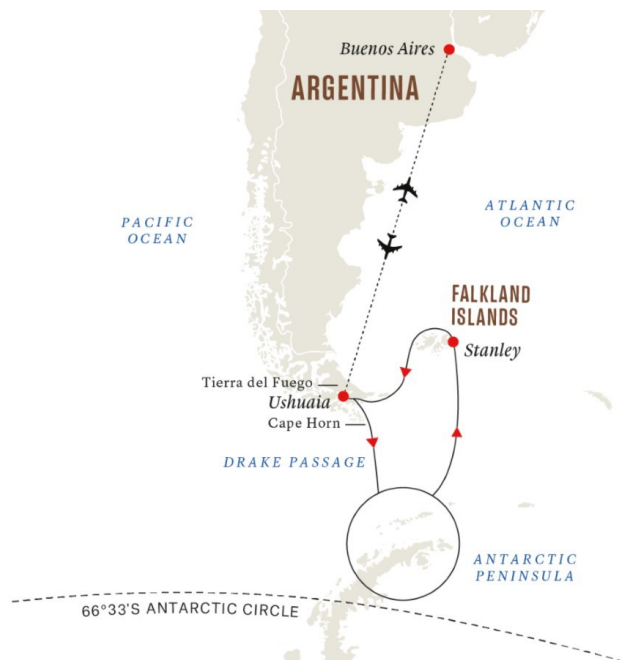 Buenos Aires
ARGENTINA
PACIFIC
OCEAN
ATLANTIC
OCEAN
FALKLAND
ISLANDS
Stanley
Tierra del Fuego
Ushuaia
Cape Horn
DRAKE PASSAGE
ANTARCTIC
PENINSULA
66°33'S ANTARCTIC CIRCLE